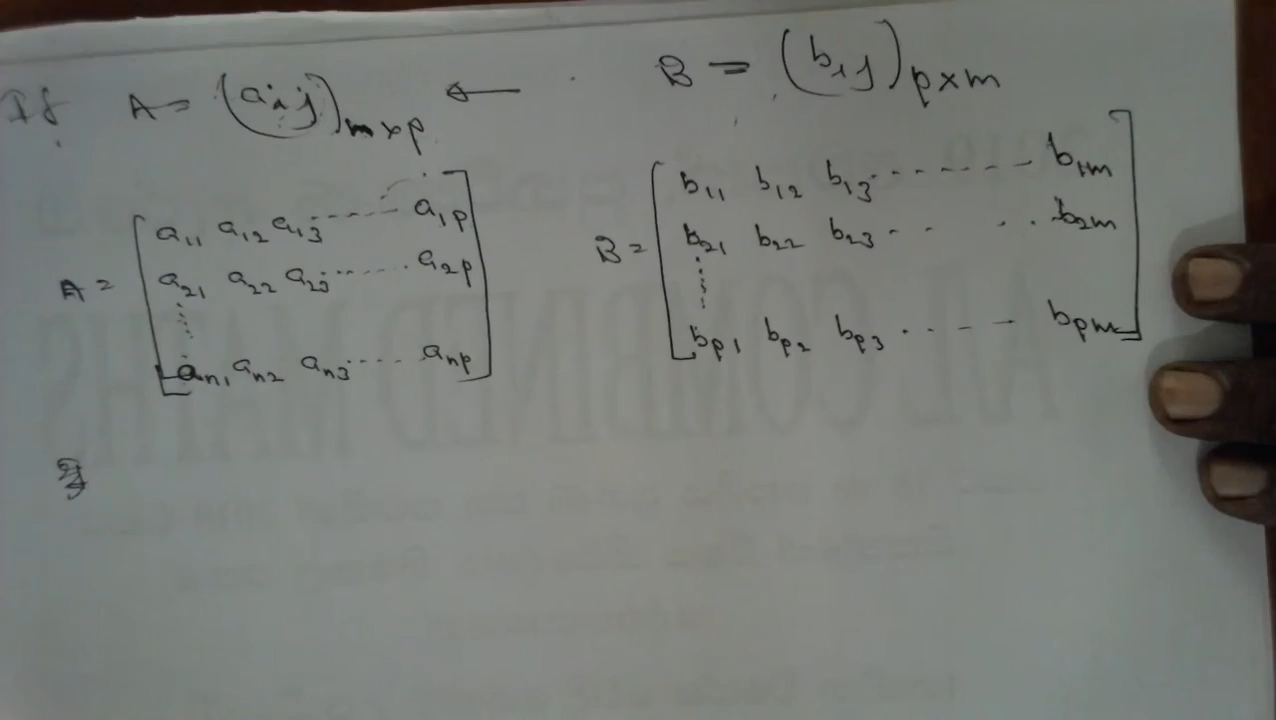 If A = (aij)m×p ← B = (bij)p×m
A = [a11 a12 a13 ------ a1p
a21 a22 a23 ------ a2p
⋮
an1 an2 an3 ---- anp]
B = [b11 b12 b13 ------- b1m
b21 b22 b23 - - . . b2m
⋮
bp1 bp2 bp3 ------ bpm]